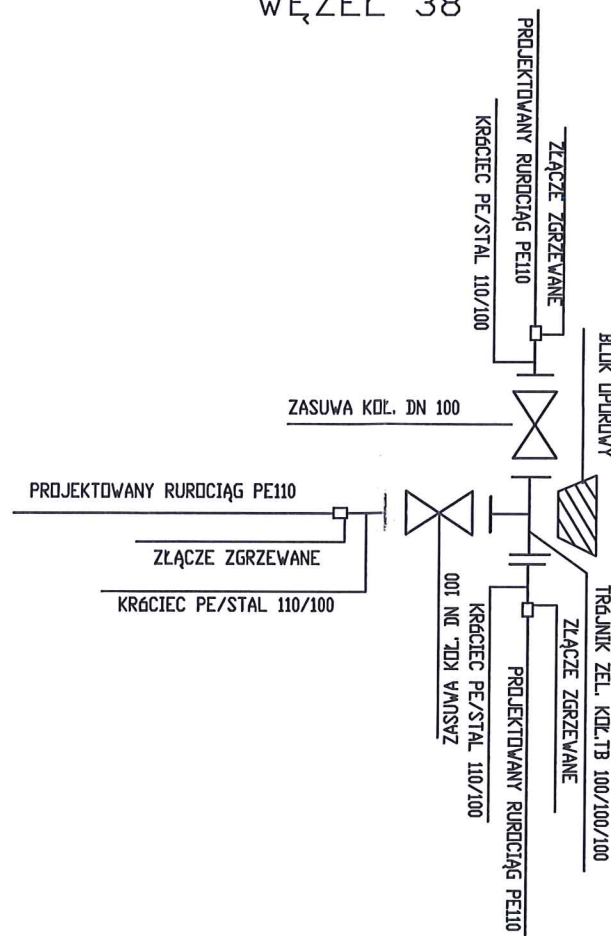 WĘZEŁ 38
PROJEKTOWANY RUROCIĄG PE110
ZŁĄCZE ZGRZEWANE
KRÓCIEC PE/STAL 110/100
BLOK OPOROWY
ZASUWA KOŁ. DN 100
PROJEKTOWANY RUROCIĄG PE110
ZŁĄCZE ZGRZEWANE
KRÓCIEC PE/STAL 110/100
ZASUWA KOŁ. DN 100
KRÓCIEC PE/STAL 110/100
PROJEKTOWANY RUROCIĄG PE110
ZŁĄCZE ZGRZEWANE
TRÓJNIK ŻEL. KOŁ.TB 100/100/100